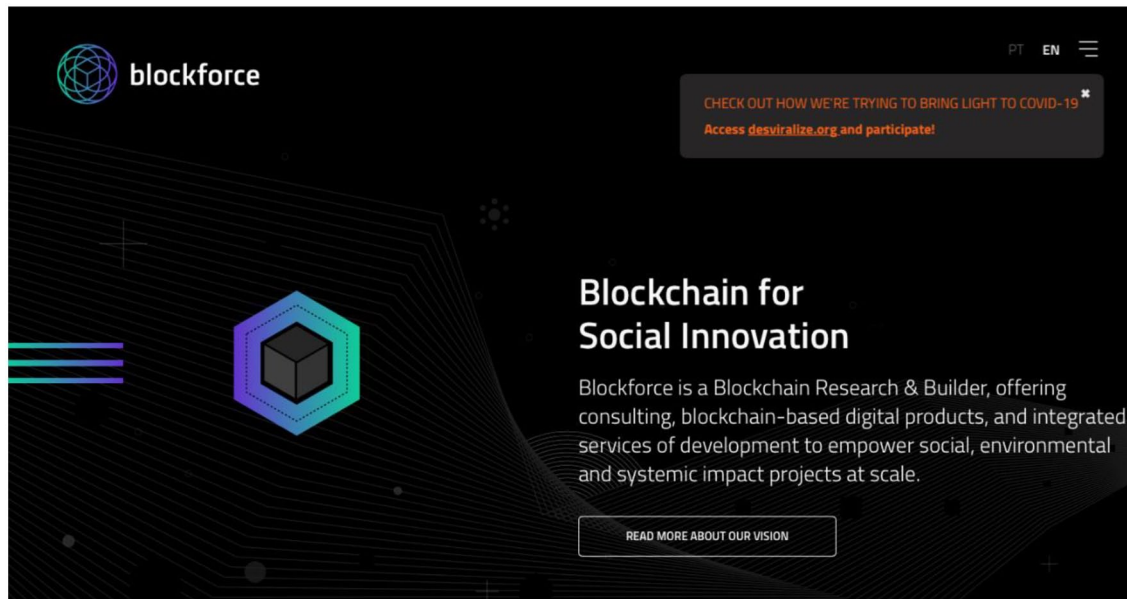 blockforce
PT EN
CHECK OUT HOW WE'RE TRYING TO BRING LIGHT TO COVID-19
Access desviralize.org and participate!
Blockchain for
Social Innovation
Blockforce is a Blockchain Research & Builder, offering
consulting, blockchain-based digital products, and integrated
services of development to empower social, environmental
and systemic impact projects at scale.
READ MORE ABOUT OUR VISION